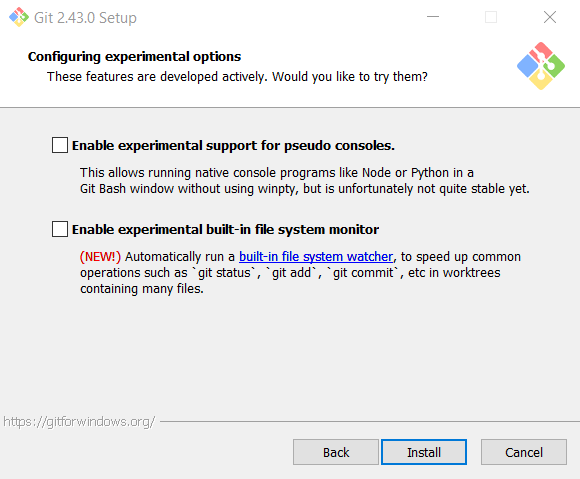 Git 2.43.0 Setup
Configuring experimental options
These features are developed actively. Would you like to try them?
Enable experimental support for pseudo consoles.
This allows running native console programs like Node or Python in a
Git Bash window without using winpty, but is unfortunately not quite stable yet.
Enable experimental built-in file system monitor
(NEW!) Automatically run a built-in file system watcher, to speed up common
operations such as `git status`, `git add`, `git commit`, etc in worktrees
containing many files.
https://gitforwindows.org/
Back Install Cancel